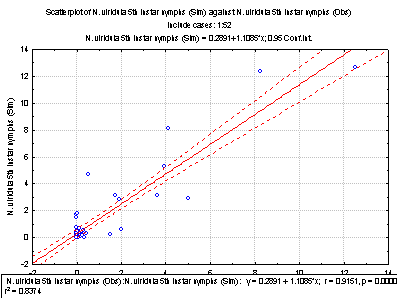 Scatterplot of N.viridula 5th instar nymphs (Sim) against N.viridula 5th instar nymphs (Obs)
Include cases: 1:52
N.viridula 5th instar nymphs (Sim) = 0.2891+1.1085*x; 0.95 Conf.Int.
14
12
10
8
6
4
2
0
-2
N.viridula 5th instar nymphs (Sim)
-2 0 2 4 6 8 10 12 14
N.viridula 5th instar nymphs (Obs):N.viridula 5th instar nymphs (Sim): y = 0.2891 + 1.1085*x; r = 0.9151, p = 0.0000
r² = 0.8374